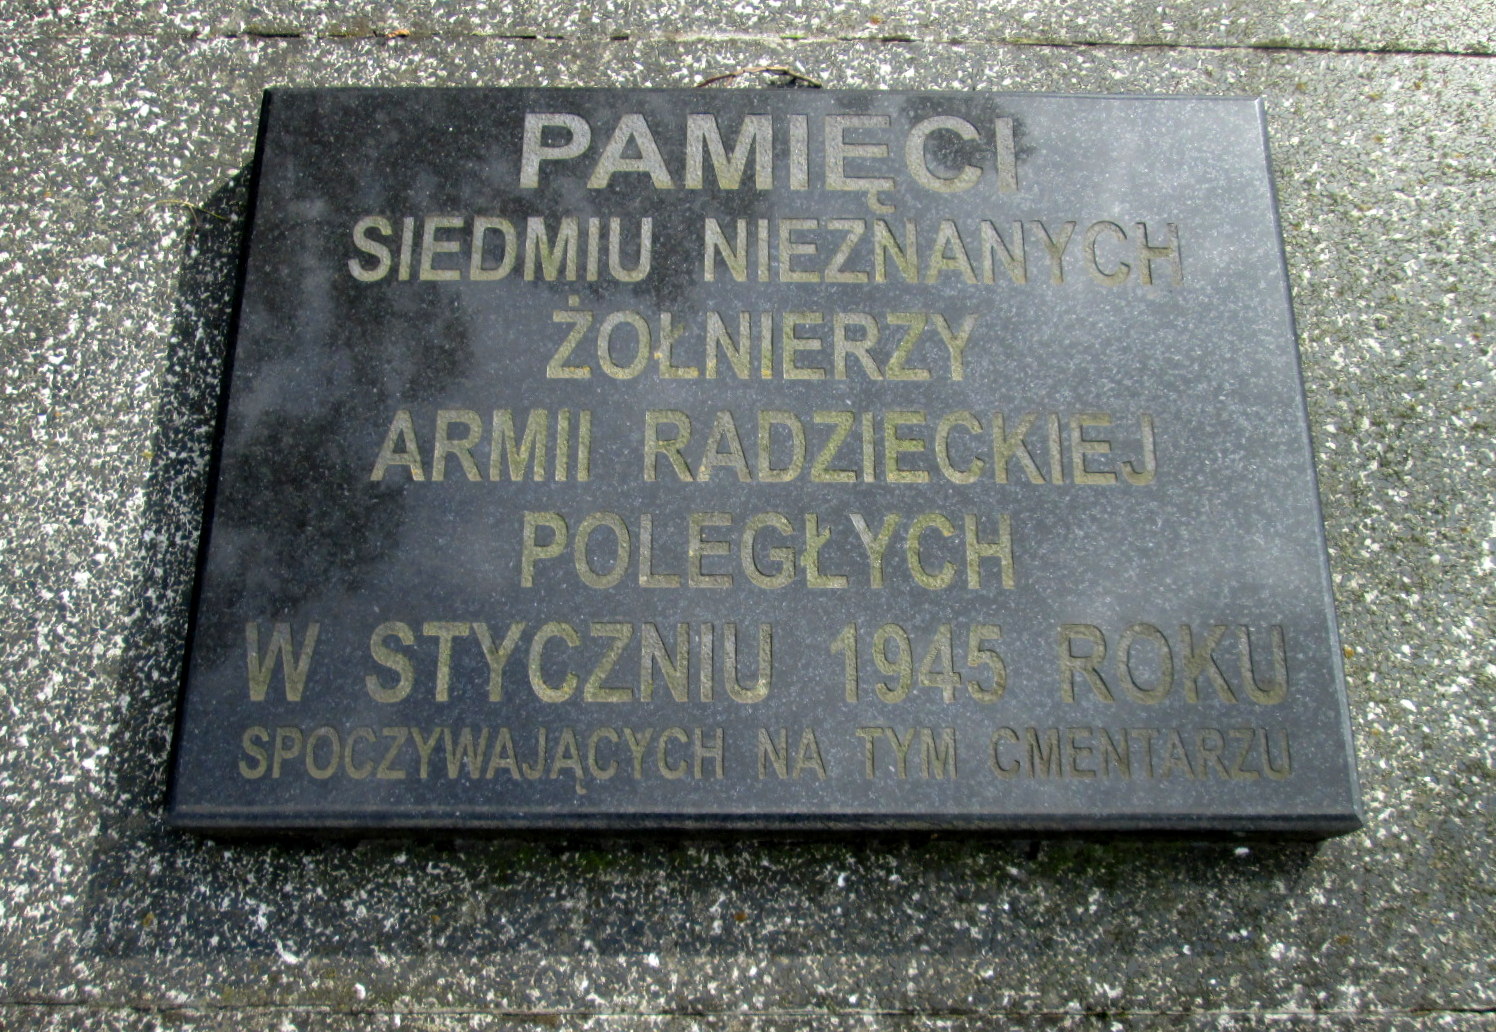 PAMIĘCI
SIEDMIU NIEZNANYCH
ŻOŁNIERZY
ARMII RADZIECKIEJ
POLEGŁYCH
W STYCZNIU 1945 ROKU
SPOCZYWAJĄCYCH NA TYM CMENTARZU